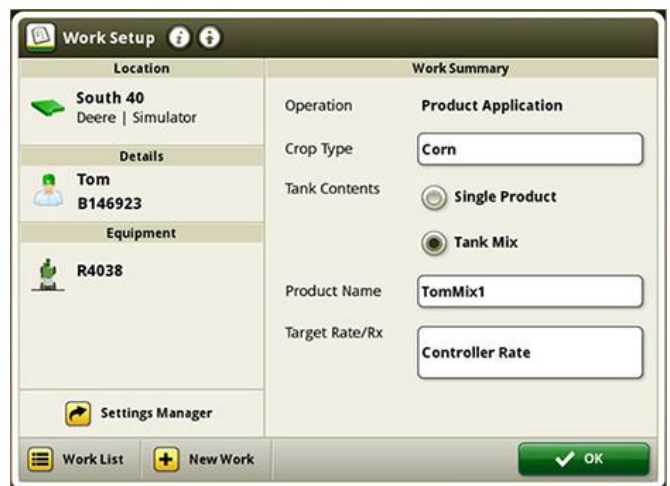 Work Setup
Location
South 40
Deere | Simulator
Details
Tom
B146923
Equipment
R4038
Settings Manager
Work Summary
Operation Product Application
Crop Type Corn
Tank Contents Single Product
Tank Mix
Product Name TomMix1
Target Rate/Rx Controller Rate
Work List New Work OK